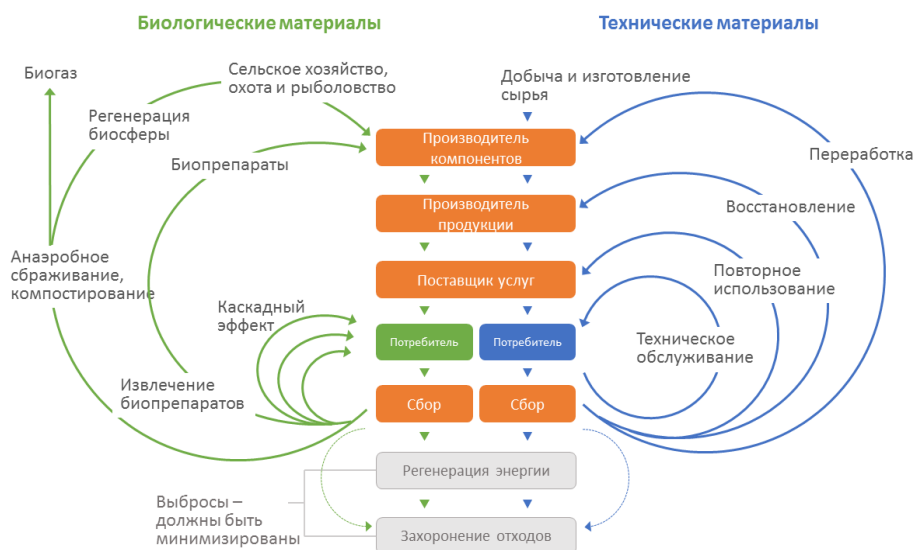 Биологические материалы
Технические материалы
Биогаз
Сельское хозяйство,
охота и рыболовство
Добыча и изготовление
сырья
Регенерация
биосферы
Производитель
компонентов
Переработка
Биопрепараты
Производитель
продукции
Восстановление
Анаэробное
сбраживание,
компостирование
Поставщик услуг
Повторное
использование
Каскадный
эффект
Потребитель
Потребитель
Техническое
обслуживание
Извлечение
биопрепаратов
Сбор
Сбор
Регенерация энергии
Выбросы –
должны быть
минимизированы
Захоронение отходов